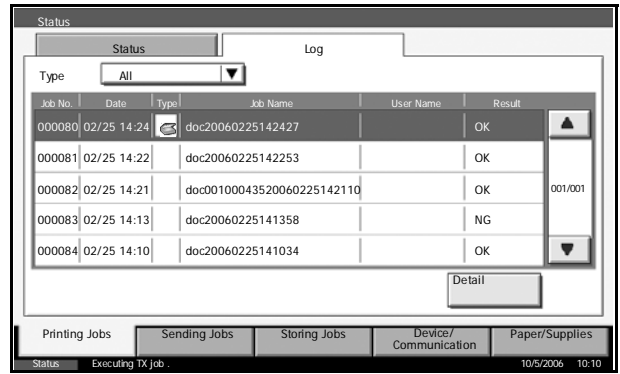 Status
Status Log
Type All
Job No. Date Type Job Name User Name Result
000080 02/25 14:24 doc20060225142427 OK
000081 02/25 14:22 doc20060225142253 OK
000082 02/25 14:21 doc00100043520060225142110 OK
001/001
000083 02/25 14:13 doc20060225141358 NG
000084 02/25 14:10 doc20060225141034 OK
Detail
Printing Jobs Sending Jobs Storing Jobs Device/ Communication Paper/Supplies
Status Executing TX job . 10/5/2006 10:10